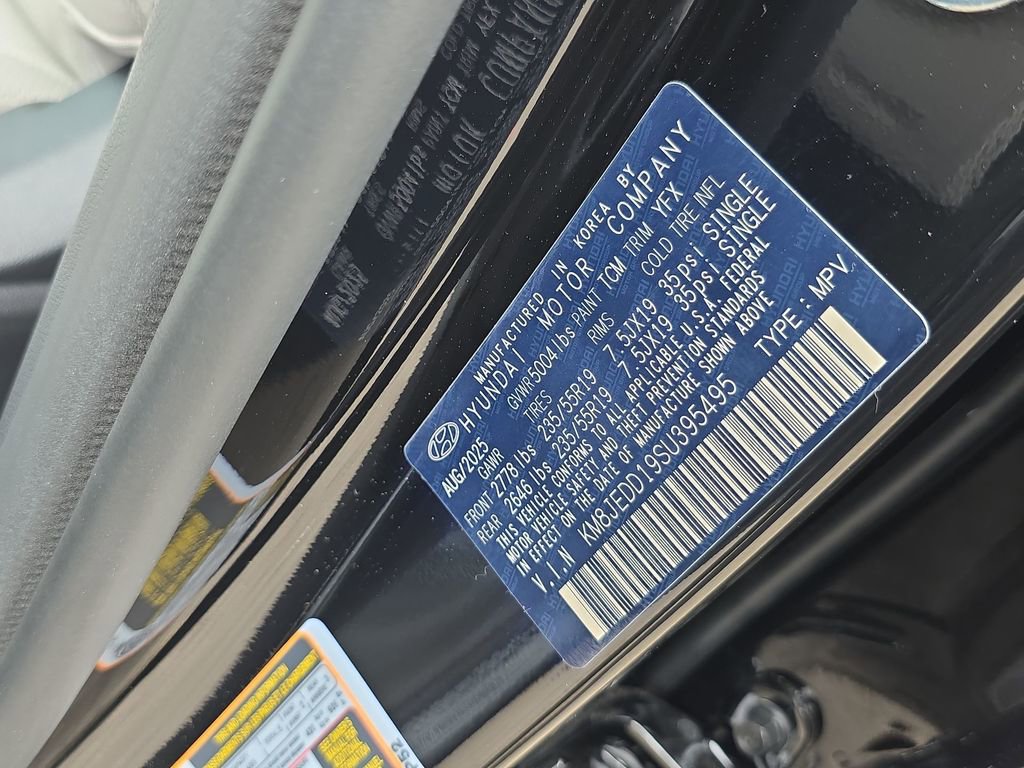 MANUFACTURED IN KOREA BY
HYUNDAI MOTOR COMPANY
AUG/2025 GVWR 5004 lbs PAINT TCM TIRIM YFX
GAWR TIRES RIMS COLD TIRE INFL
FRONT 2778 lbs 235/55R19 7.5JX19 35psi SINGLE
REAR 2646 lbs 235/55R19 7.5JX19 35psi SINGLE
THIS VEHICLE CONFIRMS TO ALL APPLICABLE U.S.A. FEDERAL
MOTOR VEHICLE SAFETY AND THEFT PREVENTION STANDARDS
IN EFFECT ON THE DATE OF MANUFACTURE SHOWN ABOVE
V.I.N KM8JEDD19SU395495 TYPE : MPV